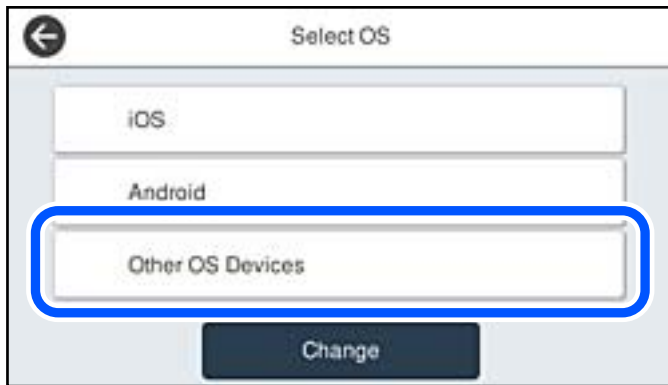 Select OS
iOS
Android
Other OS Devices
Change